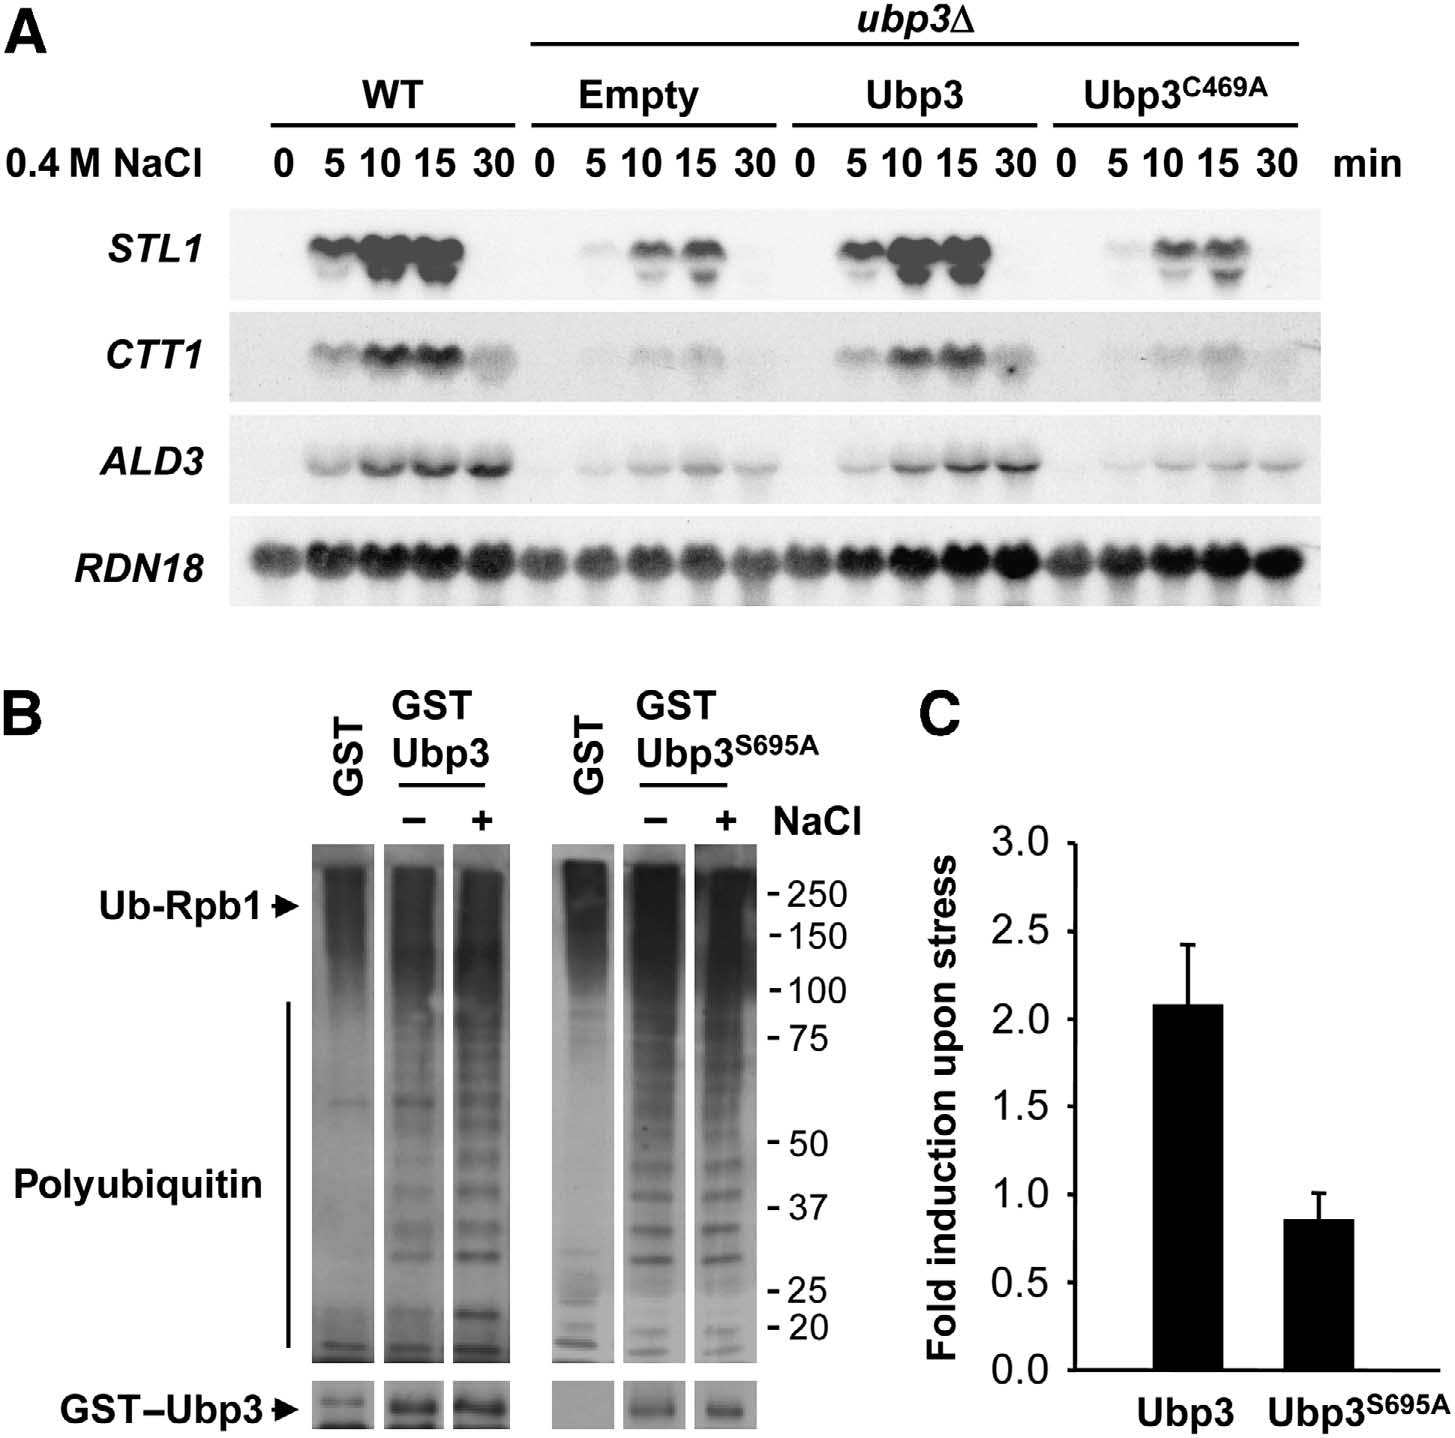 A
ubp3Δ
WT Empty Ubp3 Ubp3C469A
0.4 M NaCl 0 5 10 15 30 0 5 10 15 30 0 5 10 15 30 0 5 10 15 30 min
STL1
CTT1
ALD3
RDN18
B
GST
GST
Ubp3
GST
GST
Ubp3S695A
− + − + NaCl
Ub-Rpb1
-250
-150
-100
-75
-50
-37
-25
-20
Polyubiquitin
GST–Ubp3
C
Fold induction upon stress
3.0
2.5
2.0
1.5
1.0
0.5
0.0
Ubp3 Ubp3S695A